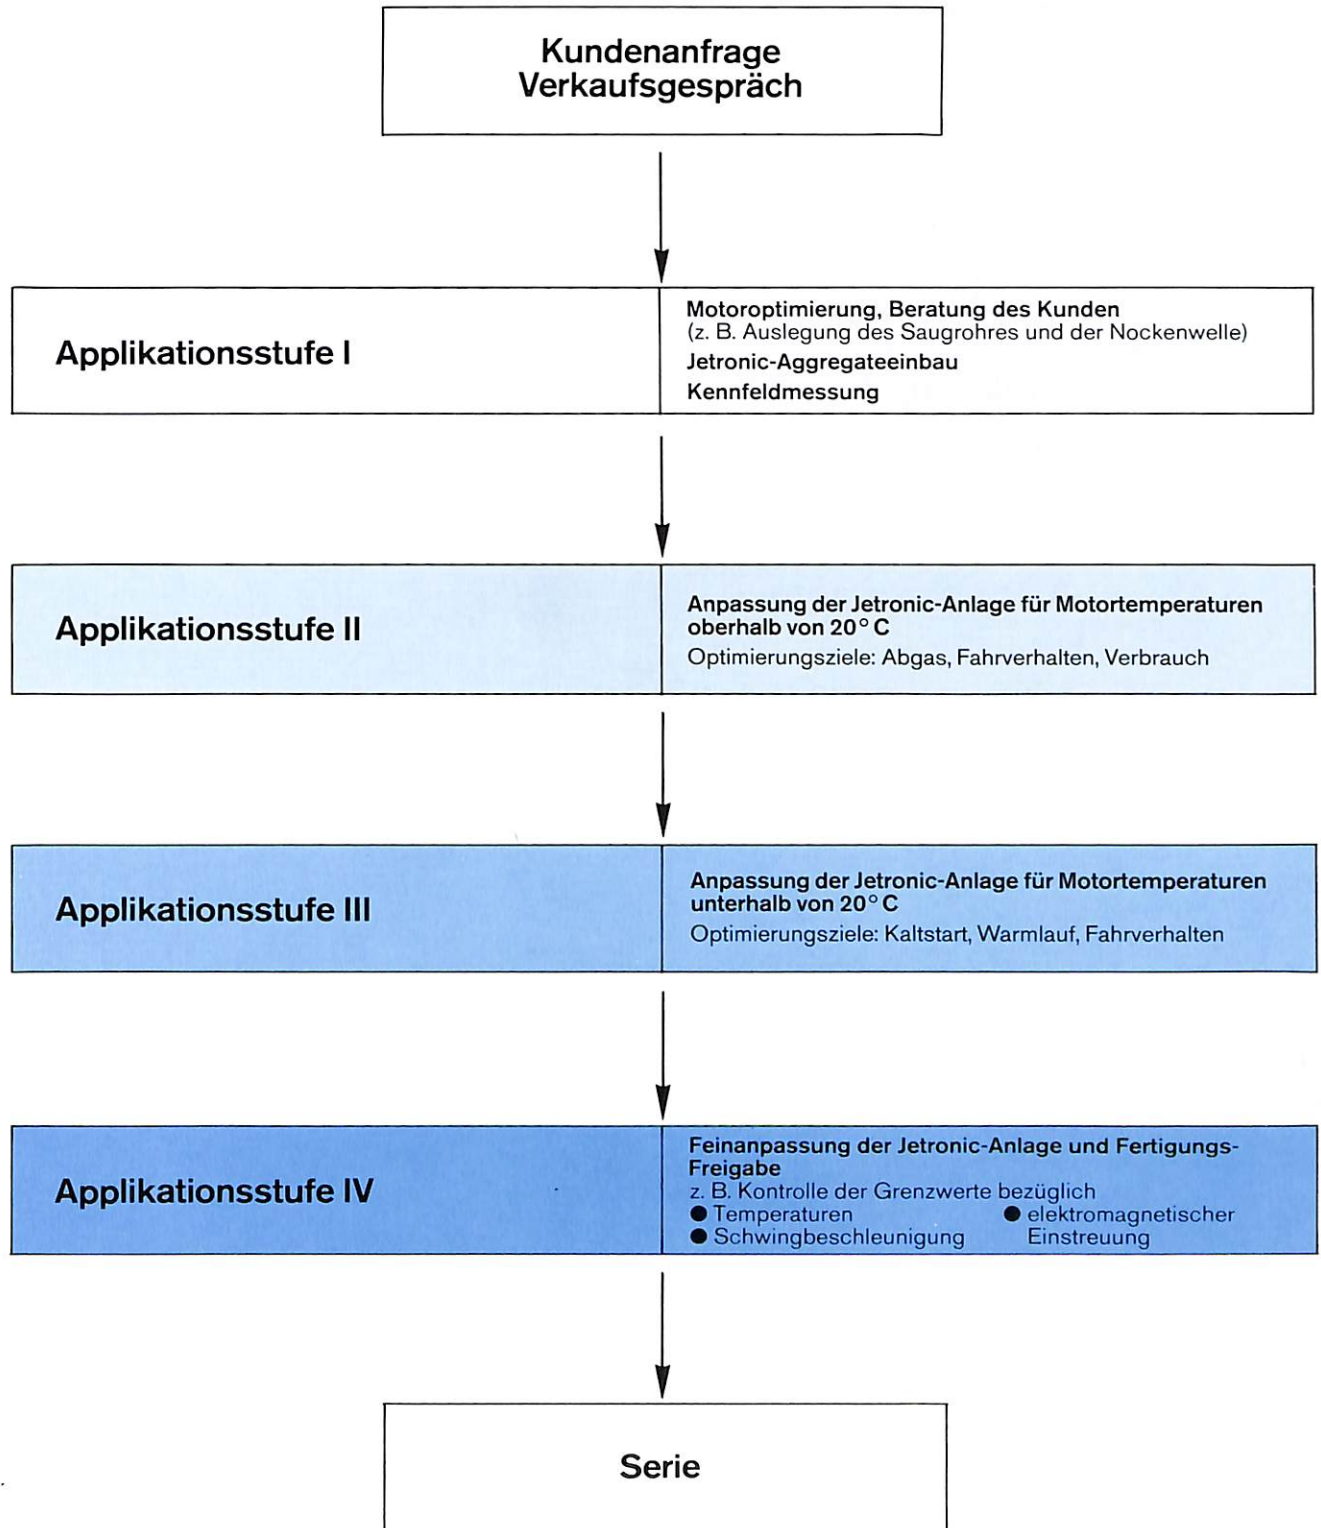 Kundenanfrage
Verkaufsgespräch
Applikationsstufe I
Motoroptimierung, Beratung des Kunden
(z. B. Auslegung des Saugrohres und der Nockenwelle)
Jetronic-Aggregateeinbau
Kennfeldmessung
Applikationsstufe II
Anpassung der Jetronic-Anlage für Motortemperaturen
oberhalb von 20° C
Optimierungsziele: Abgas, Fahrverhalten, Verbrauch
Applikationsstufe III
Anpassung der Jetronic-Anlage für Motortemperaturen
unterhalb von 20° C
Optimierungsziele: Kaltstart, Warmlauf, Fahrverhalten
Applikationsstufe IV
Feinanpassung der Jetronic-Anlage und Fertigungs-
Freigabe
z. B. Kontrolle der Grenzwerte bezüglich
● Temperaturen ● elektromagnetischer
● Schwingbeschleunigung Einstreuung
Serie